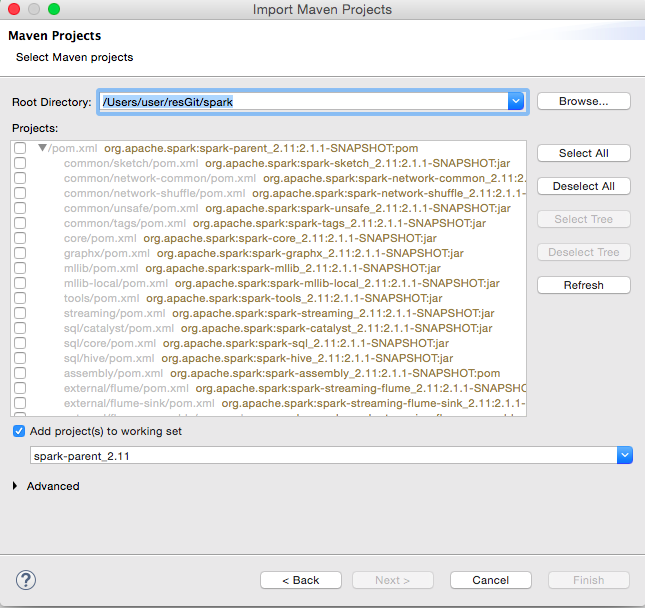 Import Maven Projects
Maven Projects
Select Maven projects
Root Directory: /Users/user/resGit/spark Browse...
Projects:
/pom.xml org.apache.spark:spark-parent_2.11:2.1.1-SNAPSHOT:pom
common/sketch/pom.xml org.apache.spark:spark-sketch_2.11:2.1.1-SNAPSHOT:jar Select All
common/network-common/pom.xml org.apache.spark:spark-network-common_2.11:2.
common/network-shuffle/pom.xml org.apache.spark:spark-network-shuffle_2.11:2.1.1- Deselect All
common/unsafe/pom.xml org.apache.spark:spark-unsafe_2.11:2.1.1-SNAPSHOT:jar
common/tags/pom.xml org.apache.spark:spark-tags_2.11:2.1.1-SNAPSHOT:jar Select Tree
core/pom.xml org.apache.spark:spark-core_2.11:2.1.1-SNAPSHOT:jar
graphx/pom.xml org.apache.spark:spark-graphx_2.11:2.1.1-SNAPSHOT:jar Deselect Tree
mllib/pom.xml org.apache.spark:spark-mllib_2.11:2.1.1-SNAPSHOT:jar
mllib-local/pom.xml org.apache.spark:spark-mllib-local_2.11:2.1.1-SNAPSHOT:jar Refresh
tools/pom.xml org.apache.spark:spark-tools_2.11:2.1.1-SNAPSHOT:jar
streaming/pom.xml org.apache.spark:spark-streaming_2.11:2.1.1-SNAPSHOT:jar
sql/catalyst/pom.xml org.apache.spark:spark-catalyst_2.11:2.1.1-SNAPSHOT:jar
sql/core/pom.xml org.apache.spark:spark-sql_2.11:2.1.1-SNAPSHOT:jar
sql/hive/pom.xml org.apache.spark:spark-hive_2.11:2.1.1-SNAPSHOT:jar
assembly/pom.xml org.apache.spark:spark-assembly_2.11:2.1.1-SNAPSHOT:pom
external/flume/pom.xml org.apache.spark:spark-streaming-flume_2.11:2.1.1-SNAPSHO
external/flume-sink/pom.xml org.apache.spark:spark-streaming-flume-sink_2.11:2.1.1-
Add project(s) to working set
spark-parent_2.11
Advanced
? < Back Next > Cancel Finish